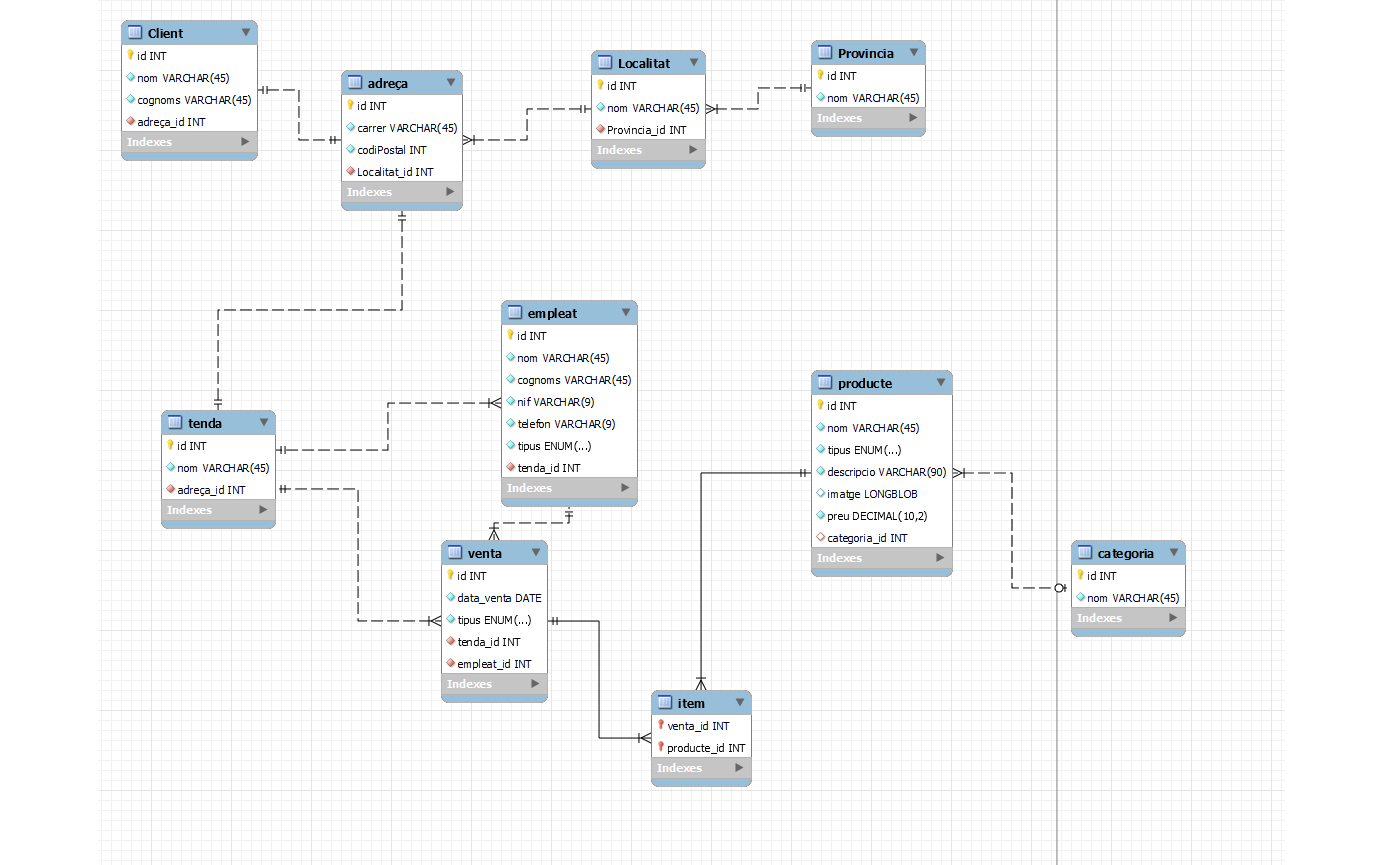 Client
id INT
nom VARCHAR(45)
cognoms VARCHAR(45)
adreça_id INT
Indexes
adreça
id INT
carrer VARCHAR(45)
codiPostal INT
Localitat_id INT
Indexes
Localitat
id INT
nom VARCHAR(45)
Provincia_id INT
Indexes
Provincia
id INT
nom VARCHAR(45)
Indexes
empleat
id INT
nom VARCHAR(45)
cognoms VARCHAR(45)
nif VARCHAR(9)
telefon VARCHAR(9)
tipus ENUM(...)
tenda_id INT
Indexes
tenda
id INT
nom VARCHAR(45)
adreça_id INT
Indexes
producte
id INT
nom VARCHAR(45)
tipus ENUM(...)
descripcio VARCHAR(90)
imatge LONGBLOB
preu DECIMAL(10,2)
categoria_id INT
Indexes
venta
id INT
data_venta DATE
tipus ENUM(...)
tenda_id INT
empleat_id INT
Indexes
categoria
id INT
nom VARCHAR(45)
Indexes
item
venta_id INT
producte_id INT
Indexes